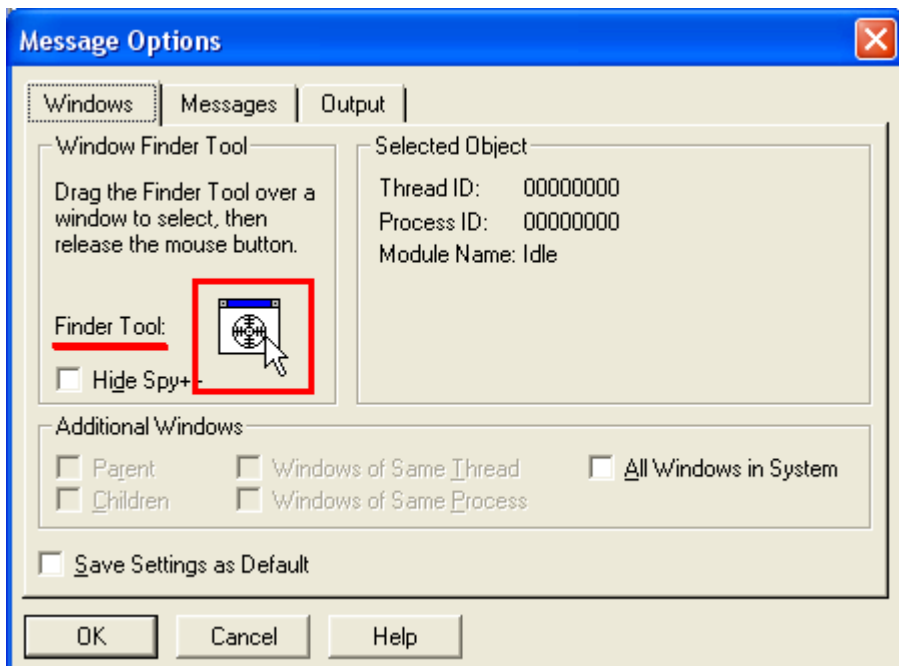 Message Options
Windows
Messages
Output
Window Finder Tool
Drag the Finder Tool over a
window to select, then
release the mouse button.
Finder Tool:
Hide Spy++
Selected Object
Thread ID: 00000000
Process ID: 00000000
Module Name: Idle
Additional Windows
Parent
Windows of Same Thread
All Windows in System
Children
Windows of Same Process
Save Settings as Default
OK
Cancel
Help